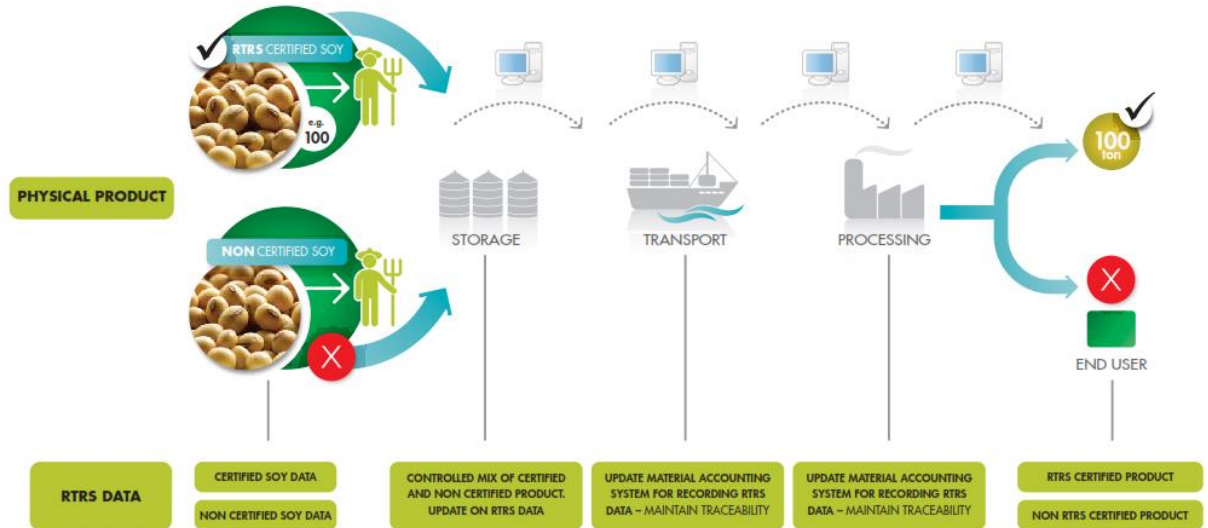 RTRS CERTIFIED SOY
e.g.
100
100
ton
PHYSICAL PRODUCT
NON CERTIFIED SOY
STORAGE
TRANSPORT
PROCESSING
X
X
END USER
RTRS DATA
CERTIFIED SOY DATA
NON CERTIFIED SOY DATA
CONTROLLED MIX OF CERTIFIED
AND NON CERTIFIED PRODUCT.
UPDATE ON RTRS DATA
UPDATE MATERIAL ACCOUNTING
SYSTEM FOR RECORDING RTRS
DATA – MAINTAIN TRACEABILITY
UPDATE MATERIAL ACCOUNTING
SYSTEM FOR RECORDING RTRS
DATA – MAINTAIN TRACEABILITY
RTRS CERTIFIED PRODUCT
NON RTRS CERTIFIED PRODUCT